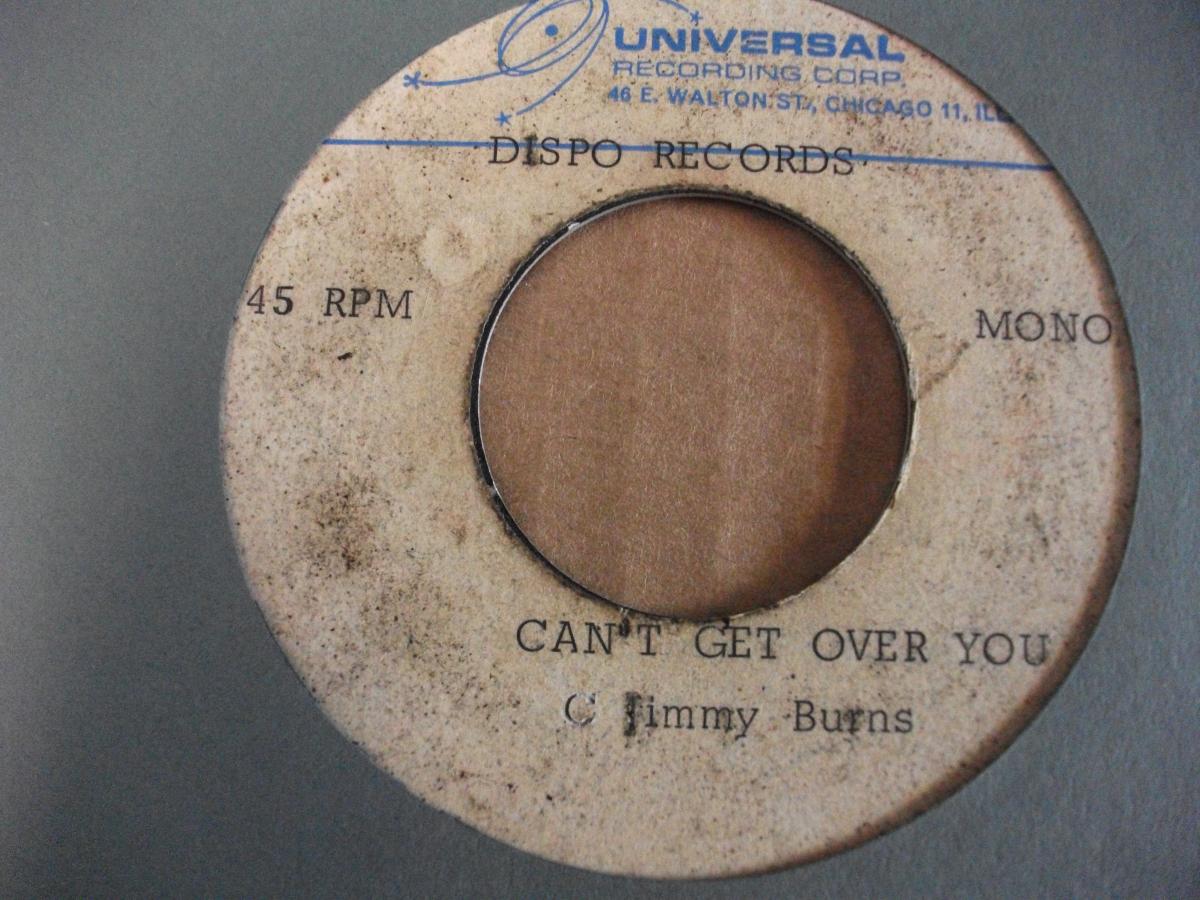 UNIVERSAL
RECORDING CORP.
46 E. WALTON ST., CHICAGO 11, ILL
DISPO RECORDS
45 RPM
MONO
CAN'T GET OVER YOU
C Jimmy Burns